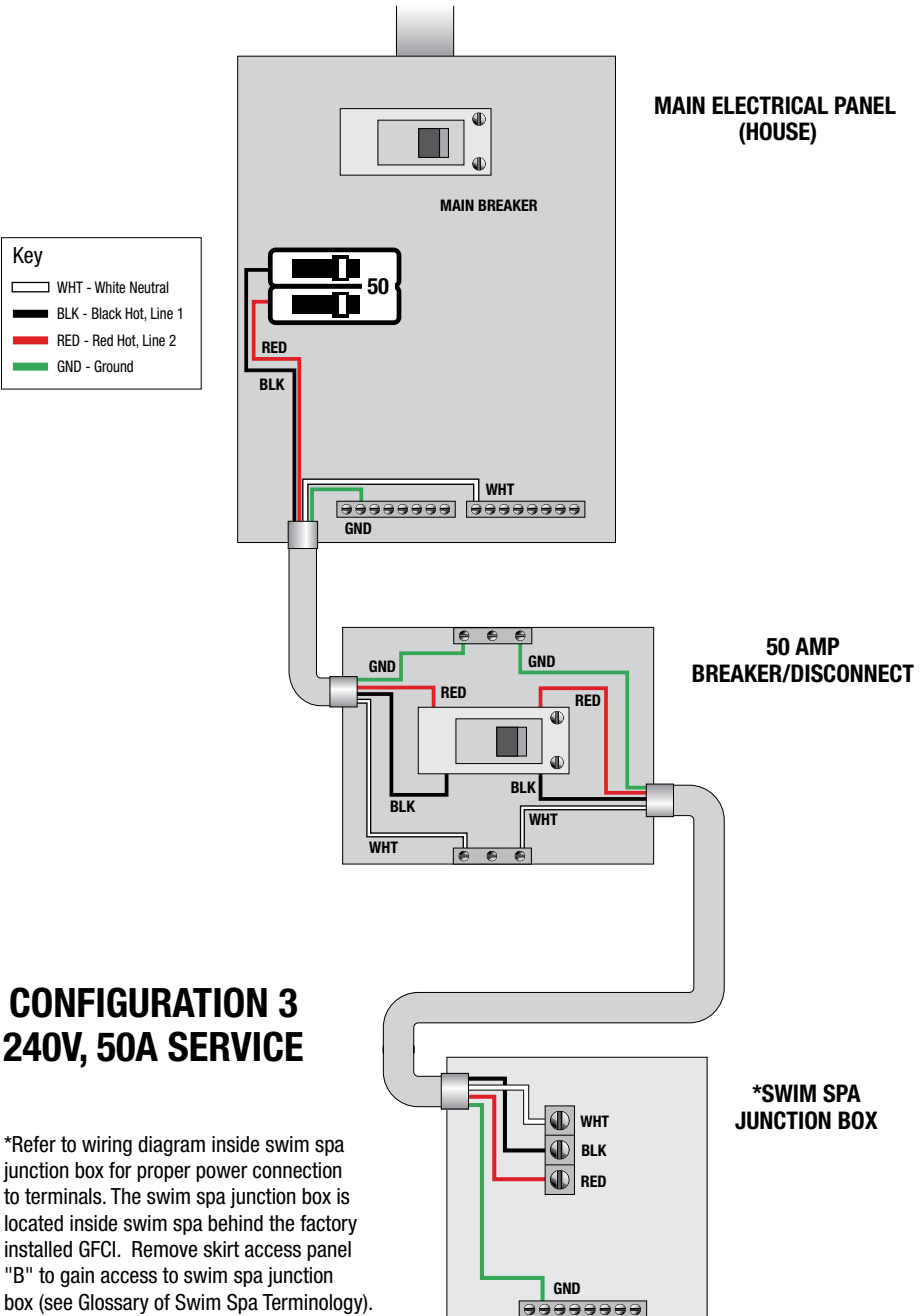 MAIN ELECTRICAL PANEL
(HOUSE)
MAIN BREAKER
Key
WHT - White Neutral
BLK - Black Hot, Line 1
RED - Red Hot, Line 2
GND - Ground
50
RED
BLK
WHT
GND
50 AMP
BREAKER/DISCONNECT
GND
GND
RED
RED
BLK
BLK
WHT
WHT
CONFIGURATION 3
240V, 50A SERVICE
*SWIM SPA
JUNCTION BOX
WHT
BLK
RED
GND
*Refer to wiring diagram inside swim spa
junction box for proper power connection
to terminals. The swim spa junction box is
located inside swim spa behind the factory
installed GFCI. Remove skirt access panel
"B" to gain access to swim spa junction
box (see Glossary of Swim Spa Terminology).